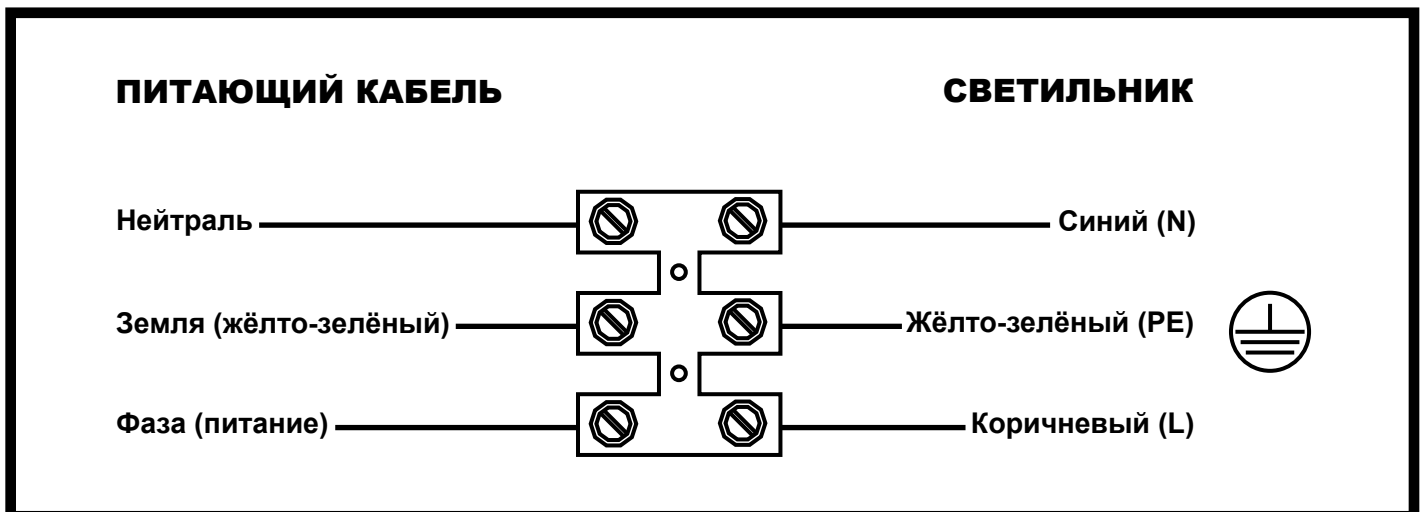 ПИТАЮЩИЙ КАБЕЛЬ СВЕТИЛЬНИК
Нейтраль Синий (N)
Земля (жёлто-зелёный) Жёлто-зелёный (PE)
Фаза (питание) Коричневый (L)